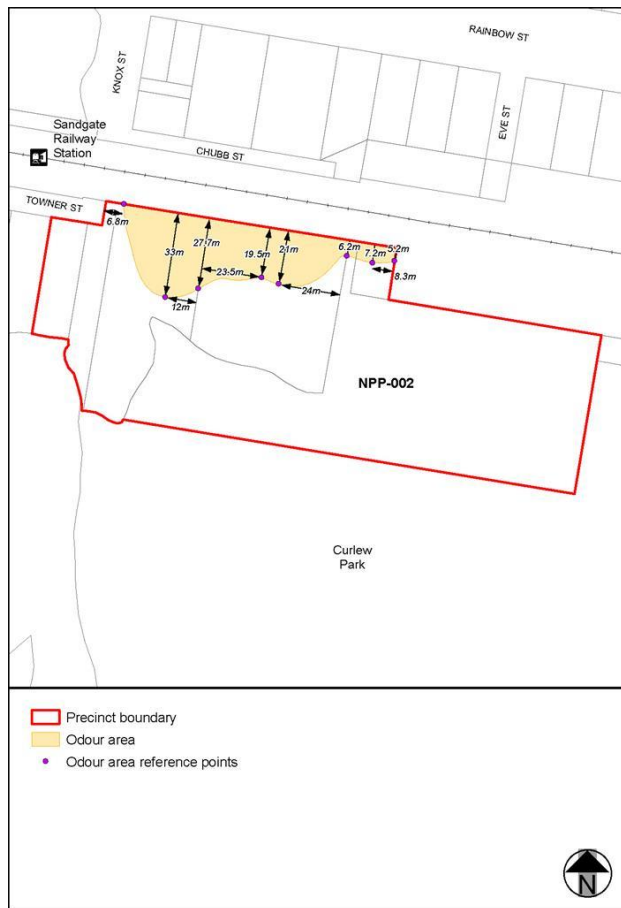 RAINBOW ST
KNOX ST
EVE ST
Sandgate
Railway
Station
CHUBB ST
TOWNER ST
6.8m
33m
27.7m
19.5m
21m
6.2m
7.2m
5.2m
23.5m
8.3m
12m
24m
NPP-002
Curlew
Park
Precinct boundary
Odour area
Odour area reference points
N